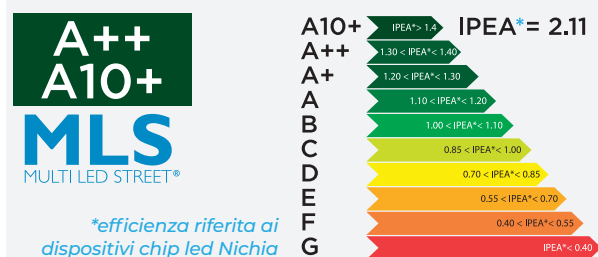 A++
A10+
MLS
MULTI LED STREET®
*efficienza riferita ai
dispositivi chip led Nichia
IPEA*= 2.11
A10+ IPEA*> 1.4
A++ 1.30 < IPEA*< 1.40
A+ 1.20 < IPEA*< 1.30
A 1.10 < IPEA*< 1.20
B 1.00 < IPEA*< 1.10
C 0.85 < IPEA*< 1.00
D 0.70 < IPEA*< 0.85
E 0.55 < IPEA*< 0.70
F 0.40 < IPEA*< 0.55
G IPEA*< 0.40